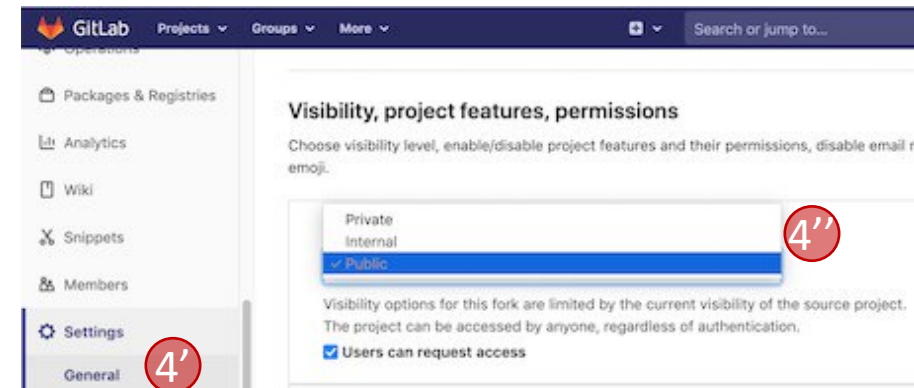 GitLab Projects Groups More Search or jump to...
Operations
Packages & Registries
Analytics
Wiki
Snippets
Members
Settings
General
4’
Visibility, project features, permissions
Choose visibility level, enable/disable project features and their permissions, disable email
emoji.
Private
Internal
✓ Public
4’’
Visibility options for this fork are limited by the current visibility of the source project.
The project can be accessed by anyone, regardless of authentication.
Users can request access